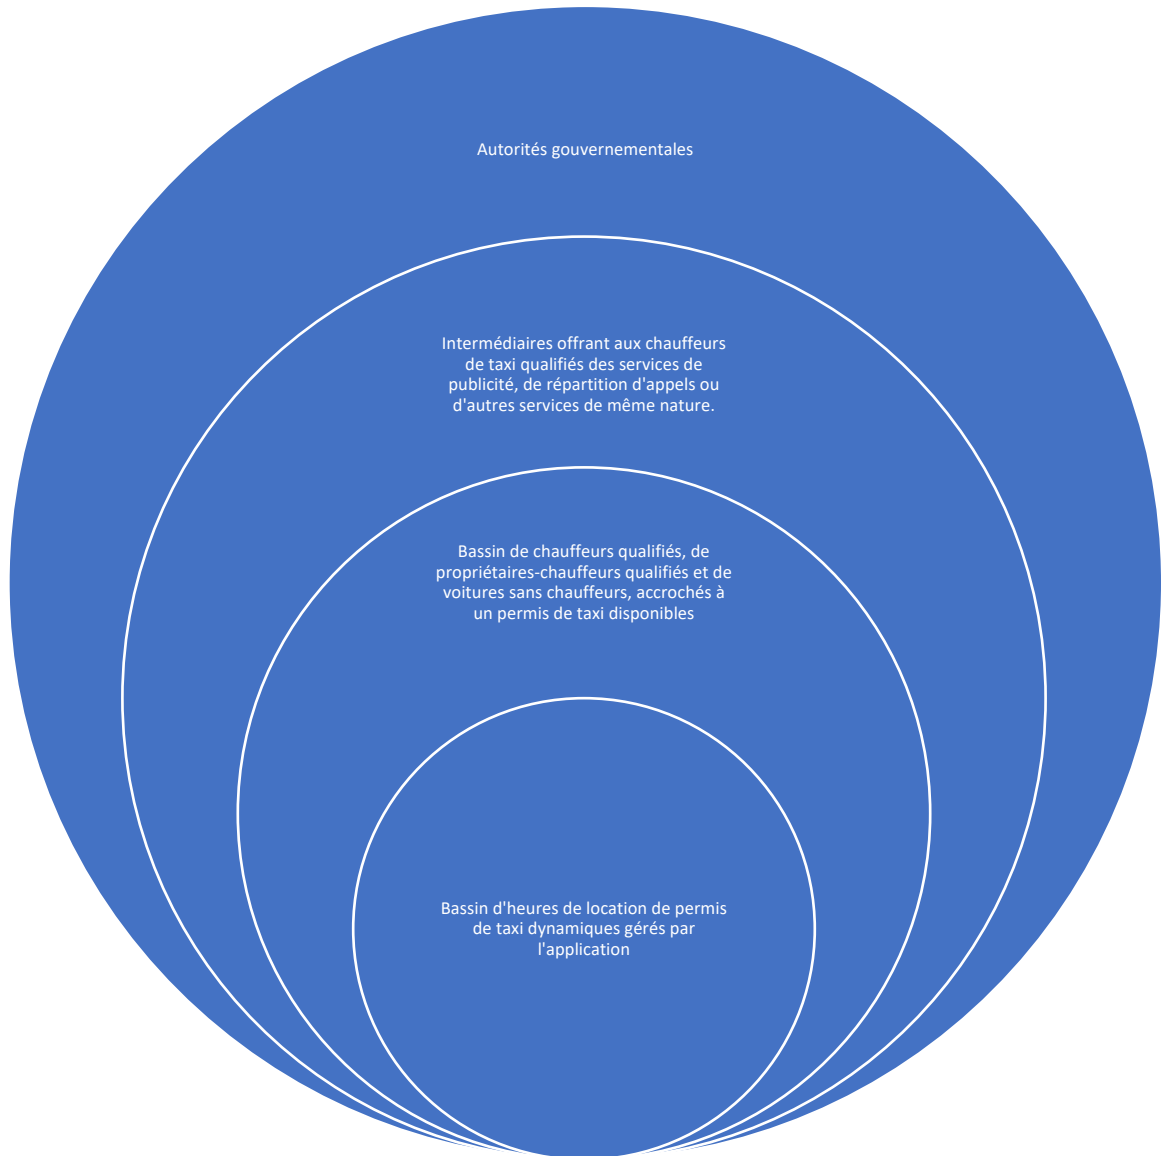 Autorités gouvernementales
Intermédiaires offrant aux chauffeurs
de taxi qualifiés des services de
publicité, de répartition d'appels ou
d'autres services de même nature.
Bassin de chauffeurs qualifiés, de
propriétaires-chauffeurs qualifiés et de
voitures sans chauffeurs, accrochés à
un permis de taxi disponibles
Bassin d'heures de location de permis
de taxi dynamiques gérés par
l'application